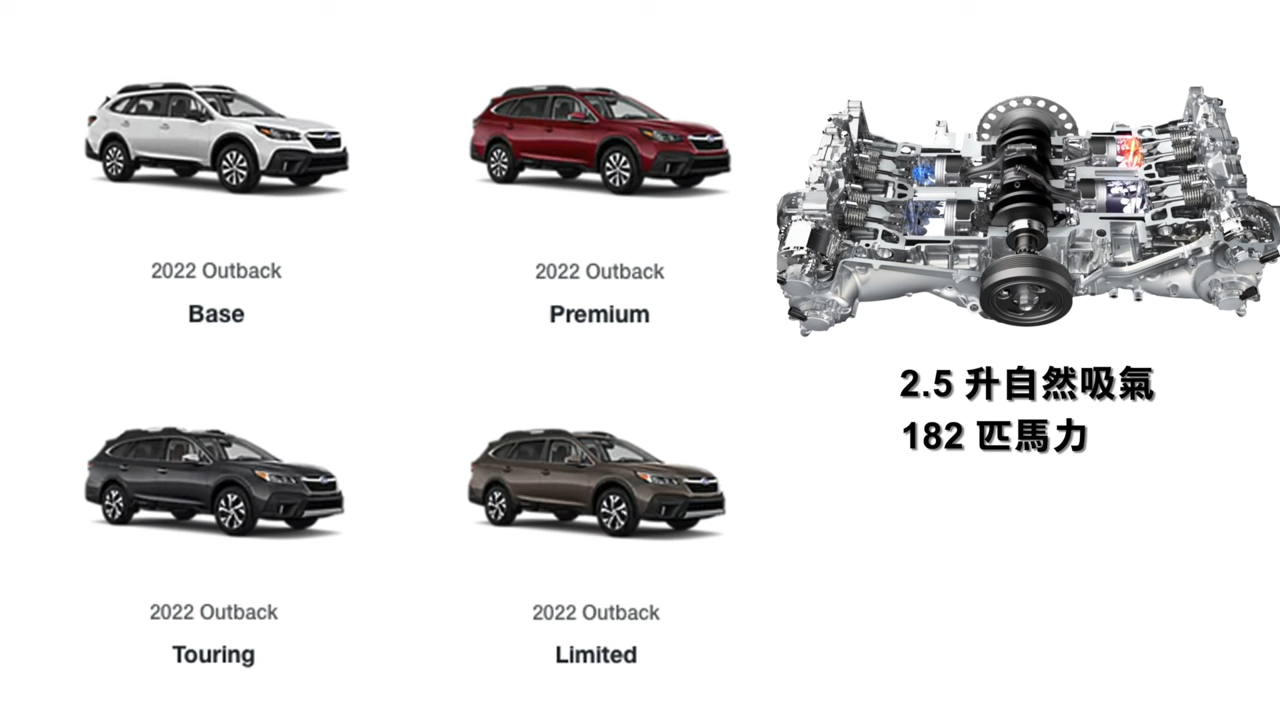 2022 Outback
Base
2022 Outback
Premium
2.5 升自然吸氣
182 匹馬力
2022 Outback
Touring
2022 Outback
Limited